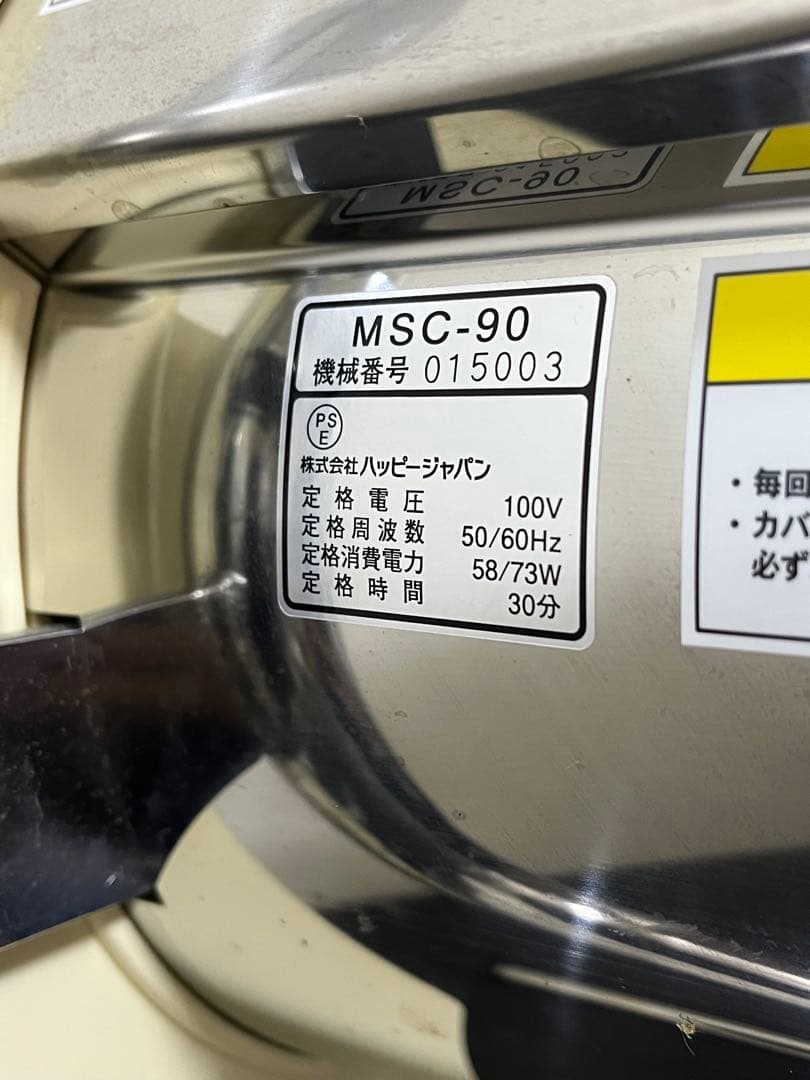 MSC-90
MSC-90
機械番号 015003
PS
E
株式会社ハッピージャパン
定格電圧 100V
定格周波数 50/60Hz
定格消費電力 58/73W
定格時間 30分
・毎回
・カバ
必ず